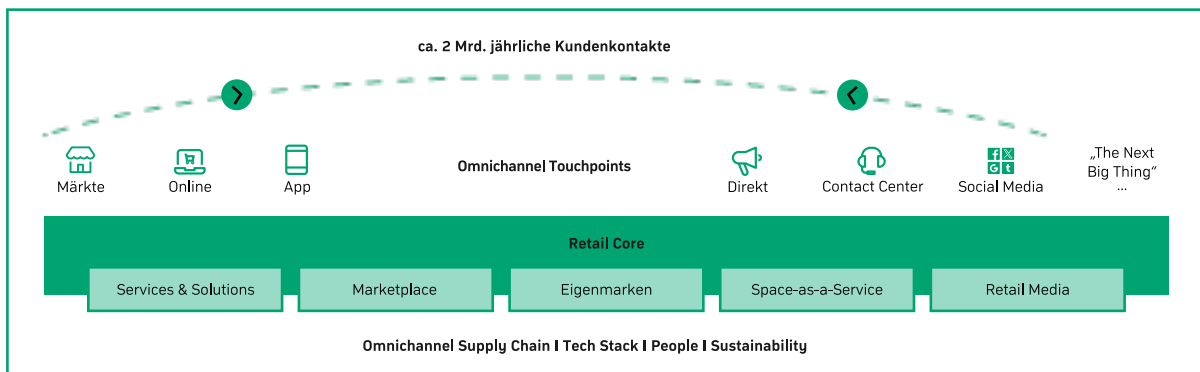 ca. 2 Mrd. jährliche Kundenkontakte
Märkte
Online
App
Omnichannel Touchpoints
Direkt
Contact Center
Social Media
„The Next
Big Thing“
...
Retail Core
Services & Solutions
Marketplace
Eigenmarken
Space-as-a-Service
Retail Media
Omnichannel Supply Chain I Tech Stack I People I Sustainability